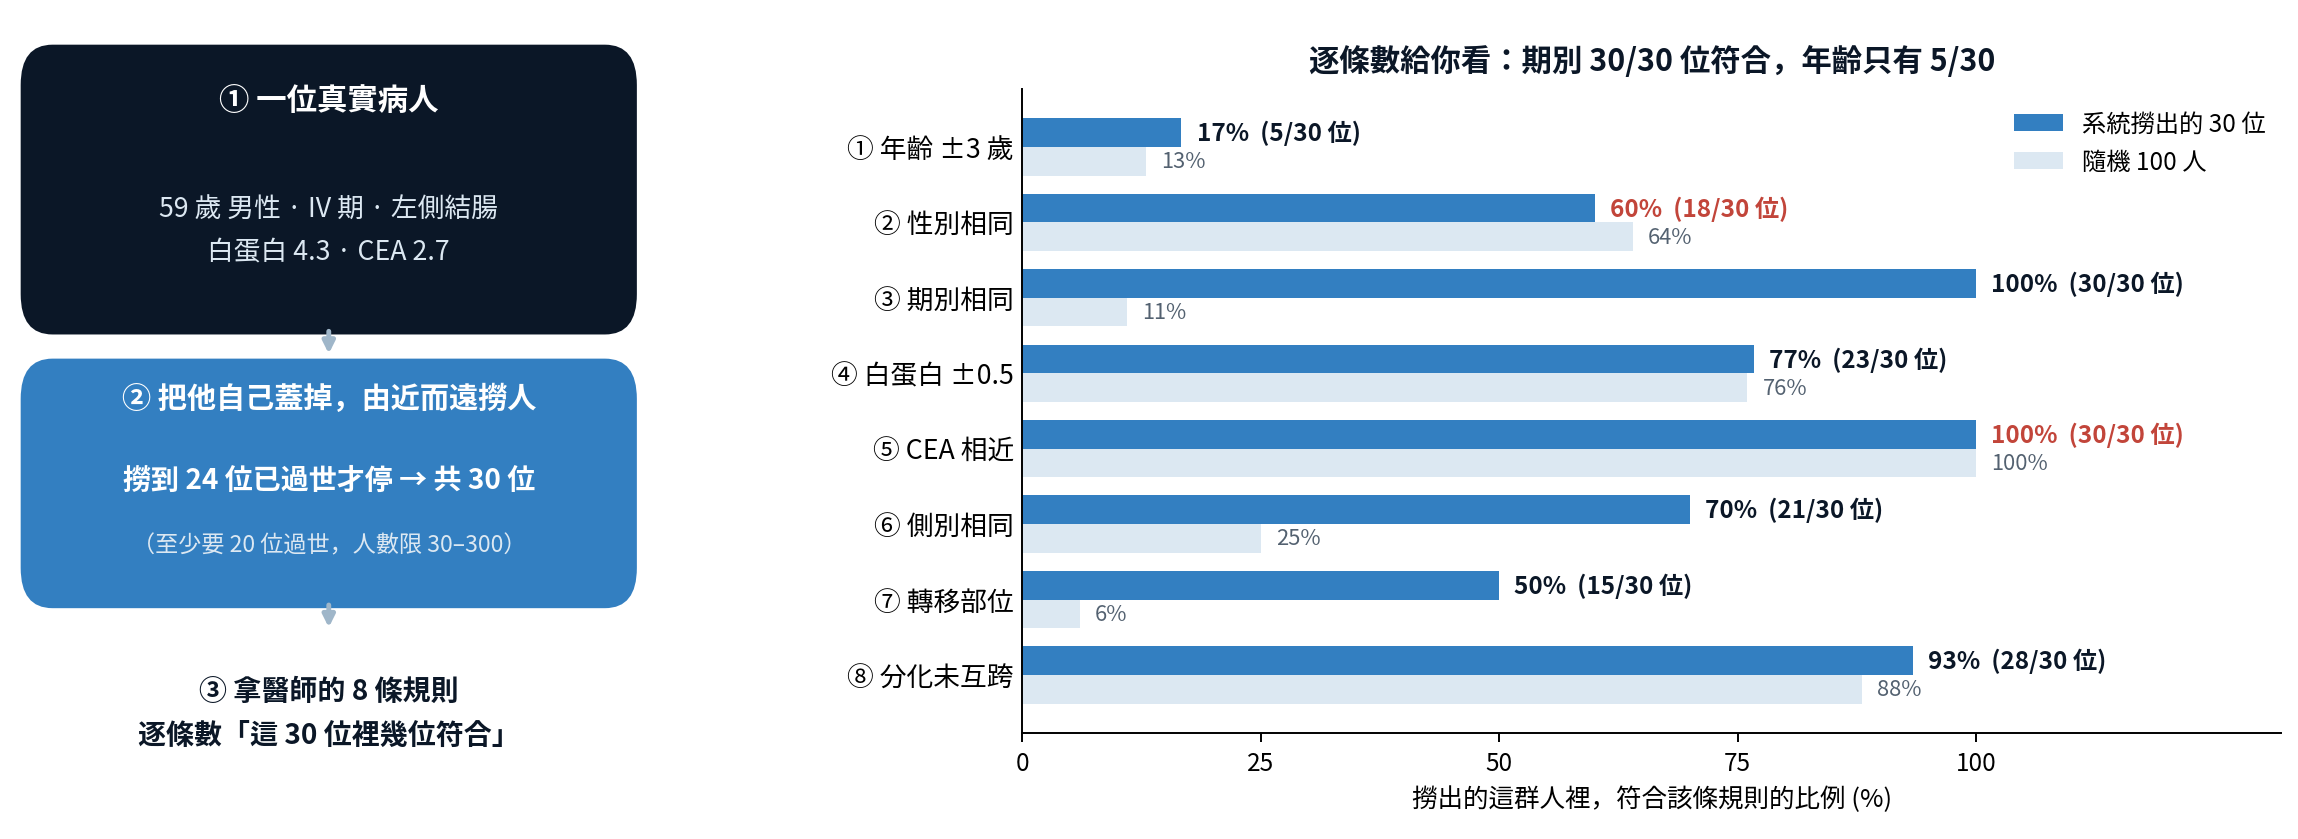 ① 一位真實病人
59 歲 男性 · IV 期 · 左側結腸
白蛋白 4.3 · CEA 2.7
② 把他自己蓋掉，由近而遠撈人
撈到 24 位已過世才停 → 共 30 位
（至少要 20 位過世，人數限 30–300）
③ 拿醫師的 8 條規則
逐條數「這 30 位裡幾位符合」
逐條數給你看：期別 30/30 位符合，年齡只有 5/30
系統撈出的 30 位
隨機 100 人
① 年齡 ±3 歲
17% (5/30 位)
13%
② 性別相同
60% (18/30 位)
64%
③ 期別相同
100% (30/30 位)
11%
④ 白蛋白 ±0.5
77% (23/30 位)
76%
⑤ CEA 相近
100% (30/30 位)
100%
⑥ 側別相同
70% (21/30 位)
25%
⑦ 轉移部位
50% (15/30 位)
6%
⑧ 分化未互跨
93% (28/30 位)
88%
0 25 50 75 100
撈出的這群人裡，符合該條規則的比例 (%)